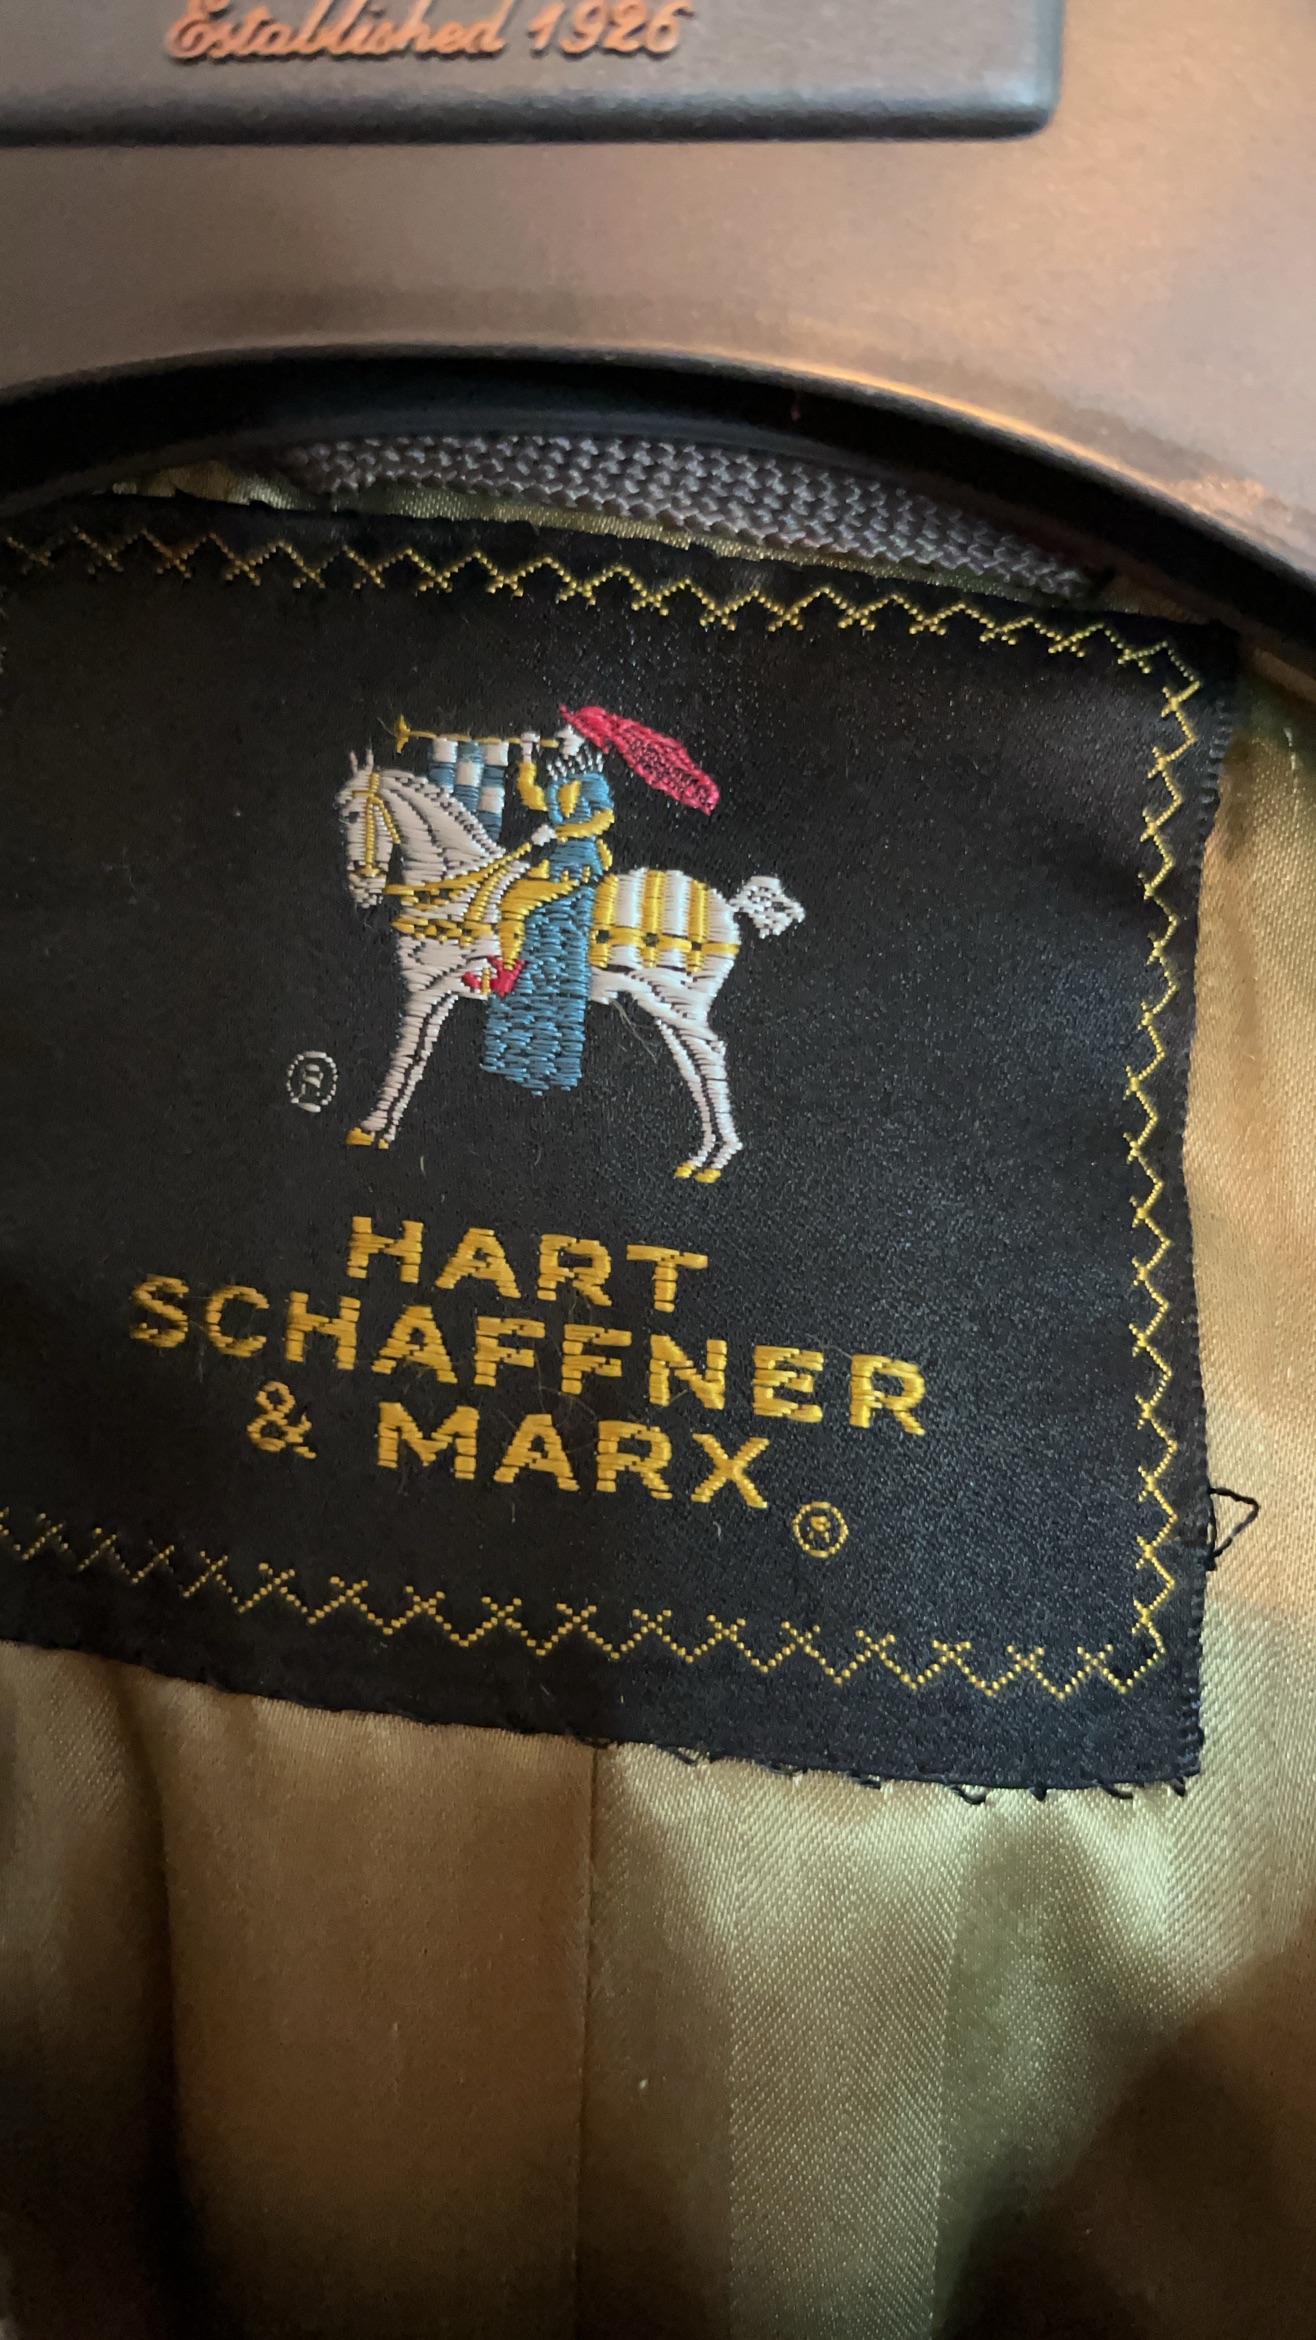 Established 1926
®
HART
SCHAFFNER
& MARX ®